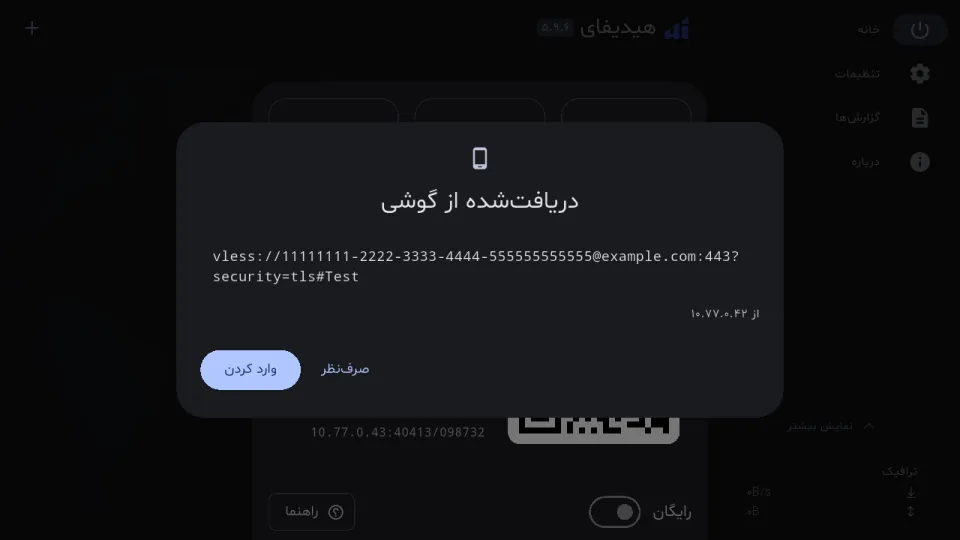 هیدیفای ۵.۹.۶
خانه
تنظیمات
گزارش‌ها
درباره
دریافت‌شده از گوشی
vless://11111111-2222-3333-4444-555555555555@example.com:443?
security=tls#Test
از ۱۰.۷۷.۰.۴۲
صرف‌نظر
وارد کردن
10.77.0.43:40413/098732
نمایش بیشتر
ترافیک
۰B/s
۰B
رایگان
راهنما